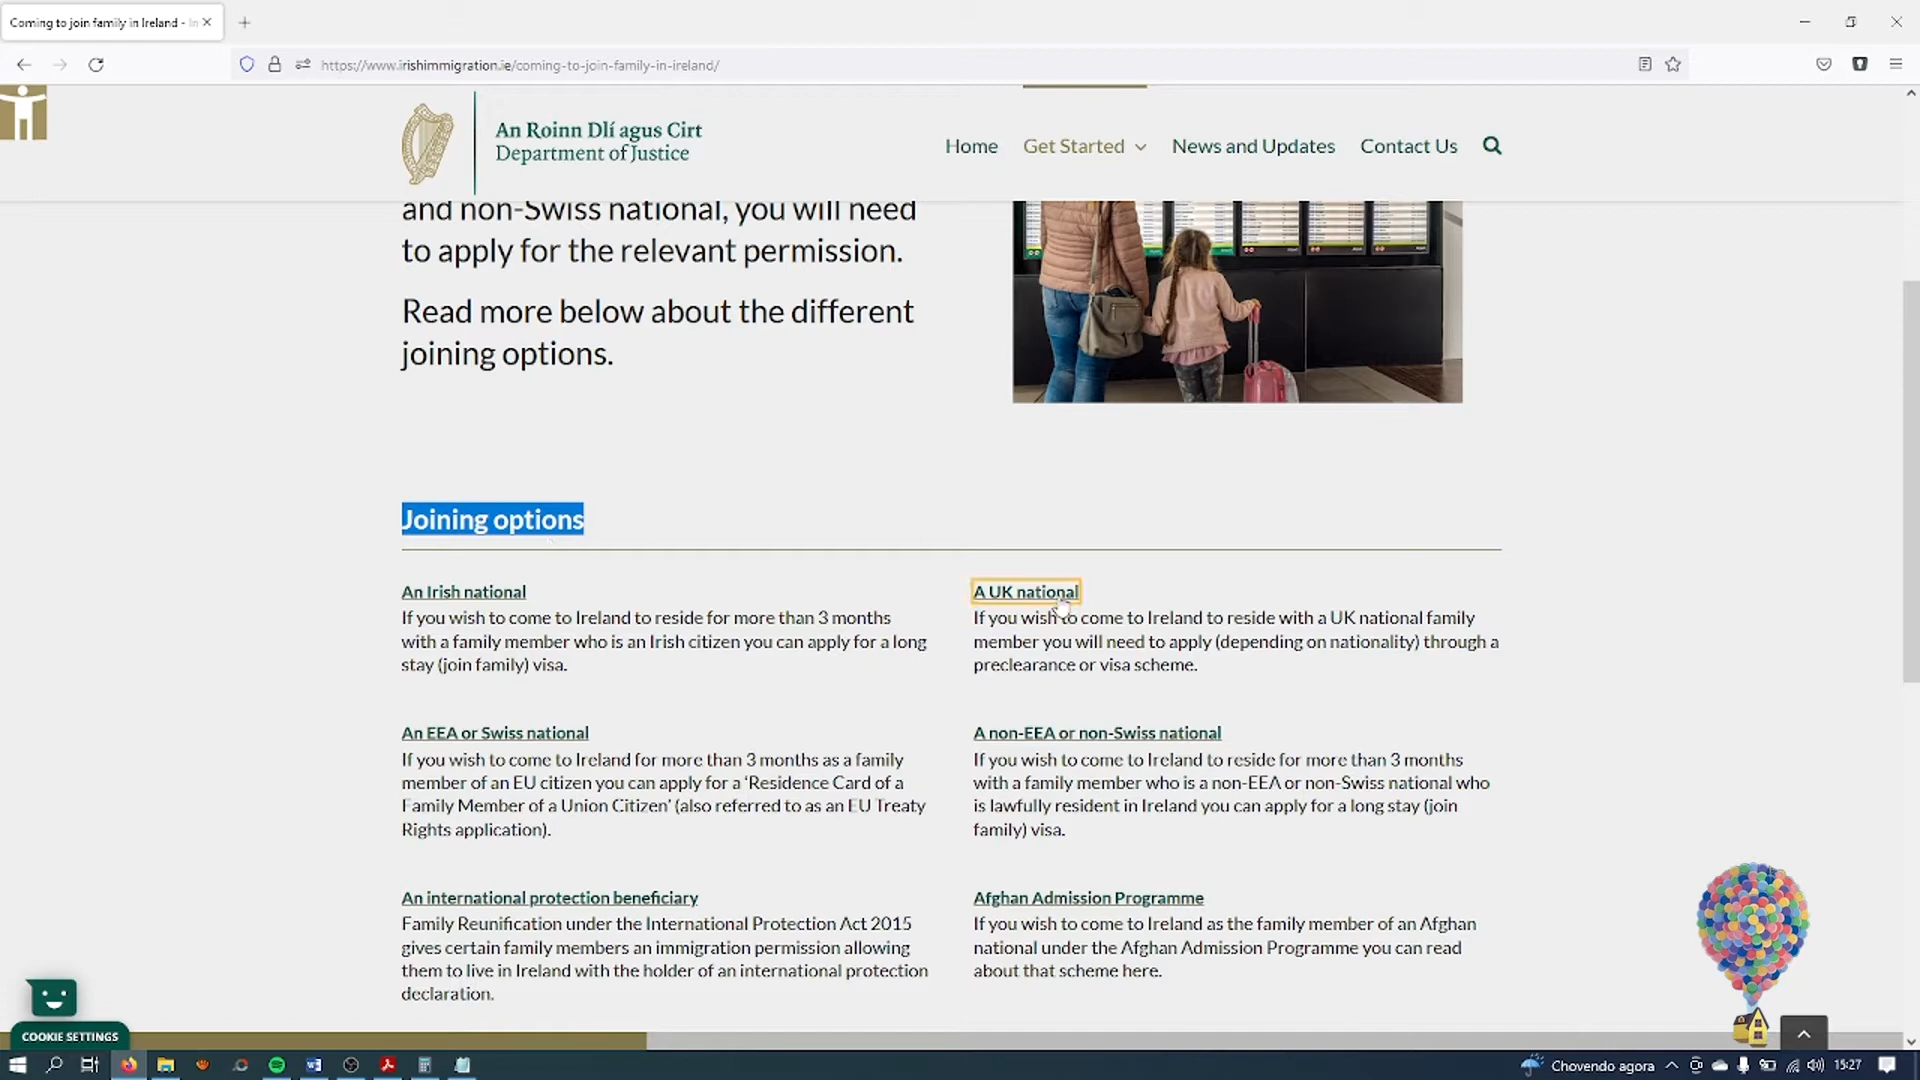 Coming to join family in Ireland - In
https://www.irishimmigration.ie/coming-to-join-family-in-ireland/
An Roinn Dlí agus Cirt
Department of Justice
Home
Get Started
News and Updates
Contact Us
and non-Swiss national, you will need
to apply for the relevant permission.
Read more below about the different
joining options.
Joining options
An Irish national
If you wish to come to Ireland to reside for more than 3 months
with a family member who is an Irish citizen you can apply for a long
stay (join family) visa.
A UK national
If you wish to come to Ireland to reside with a UK national family
member you will need to apply (depending on nationality) through a
preclearance or visa scheme.
An EEA or Swiss national
If you wish to come to Ireland for more than 3 months as a family
member of an EU citizen you can apply for a ‘Residence Card of a
Family Member of a Union Citizen’ (also referred to as an EU Treaty
Rights application).
A non-EEA or non-Swiss national
If you wish to come to Ireland to reside for more than 3 months
with a family member who is a non-EEA or non-Swiss national who
is lawfully resident in Ireland you can apply for a long stay (join
family) visa.
An international protection beneficiary
Family Reunification under the International Protection Act 2015
gives certain family members an immigration permission allowing
them to live in Ireland with the holder of an international protection
declaration.
Afghan Admission Programme
If you wish to come to Ireland as the family member of an Afghan
national under the Afghan Admission Programme you can read
about that scheme here.
COOKIE SETTINGS
Chovendo agora
15:27